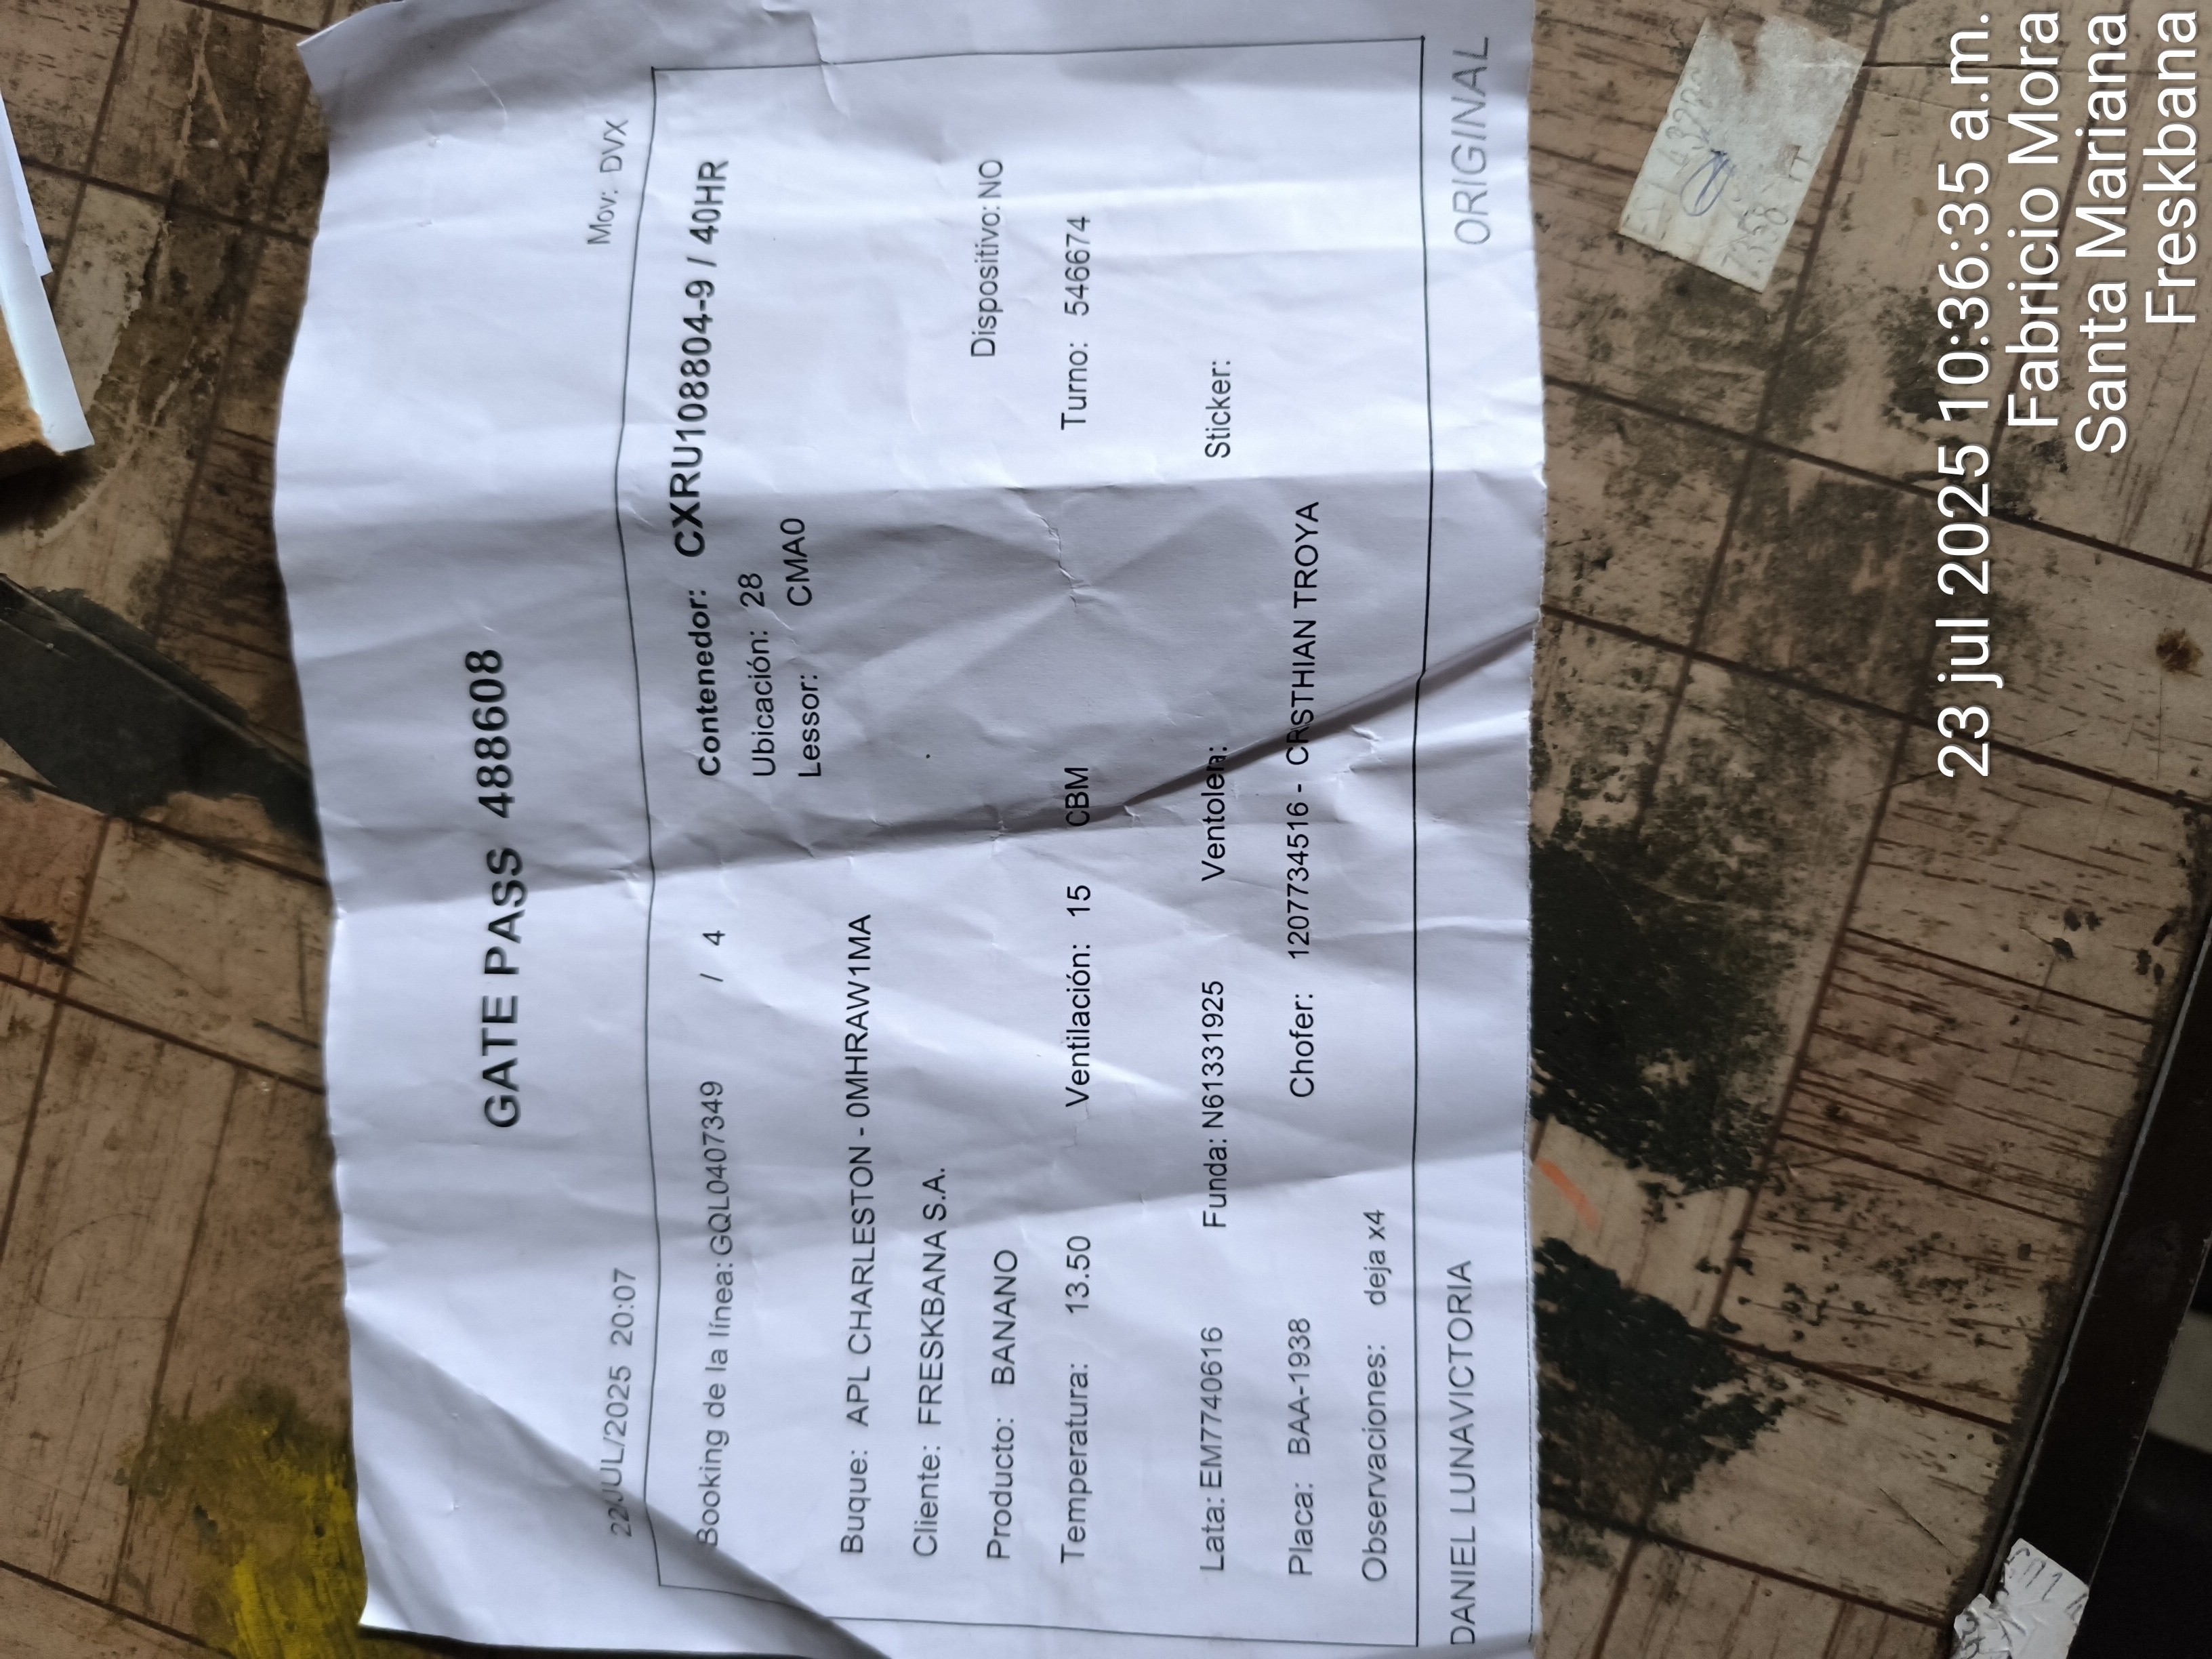 GATE PASS 488608
22/JUL/2025 20:07
Mov: DVX
Booking de la línea: GQL0407349 / 4
Contenedor: CXRU108804-9 / 40HR
Ubicación: 28
Lessor: CMA0
Buque: APL CHARLESTON - 0MHRAW1MA
Cliente: FRESKBANA S.A.
Producto: BANANO
Dispositivo: NO
Temperatura: 13.50 Ventilación: 15 CBM Turno: 546674
Lata: EM7740616 Funda: N61331925 Ventolera: Sticker:
Placa: BAA-1938 Chofer: 1207734516 - CRSTHIAN TROYA
Observaciones: deja x4
DANIEL LUNAVICTORIA
ORIGINAL
23 jul 2025 10:36:35 a.m.
Fabricio Mora
Santa Mariana
Freskbana